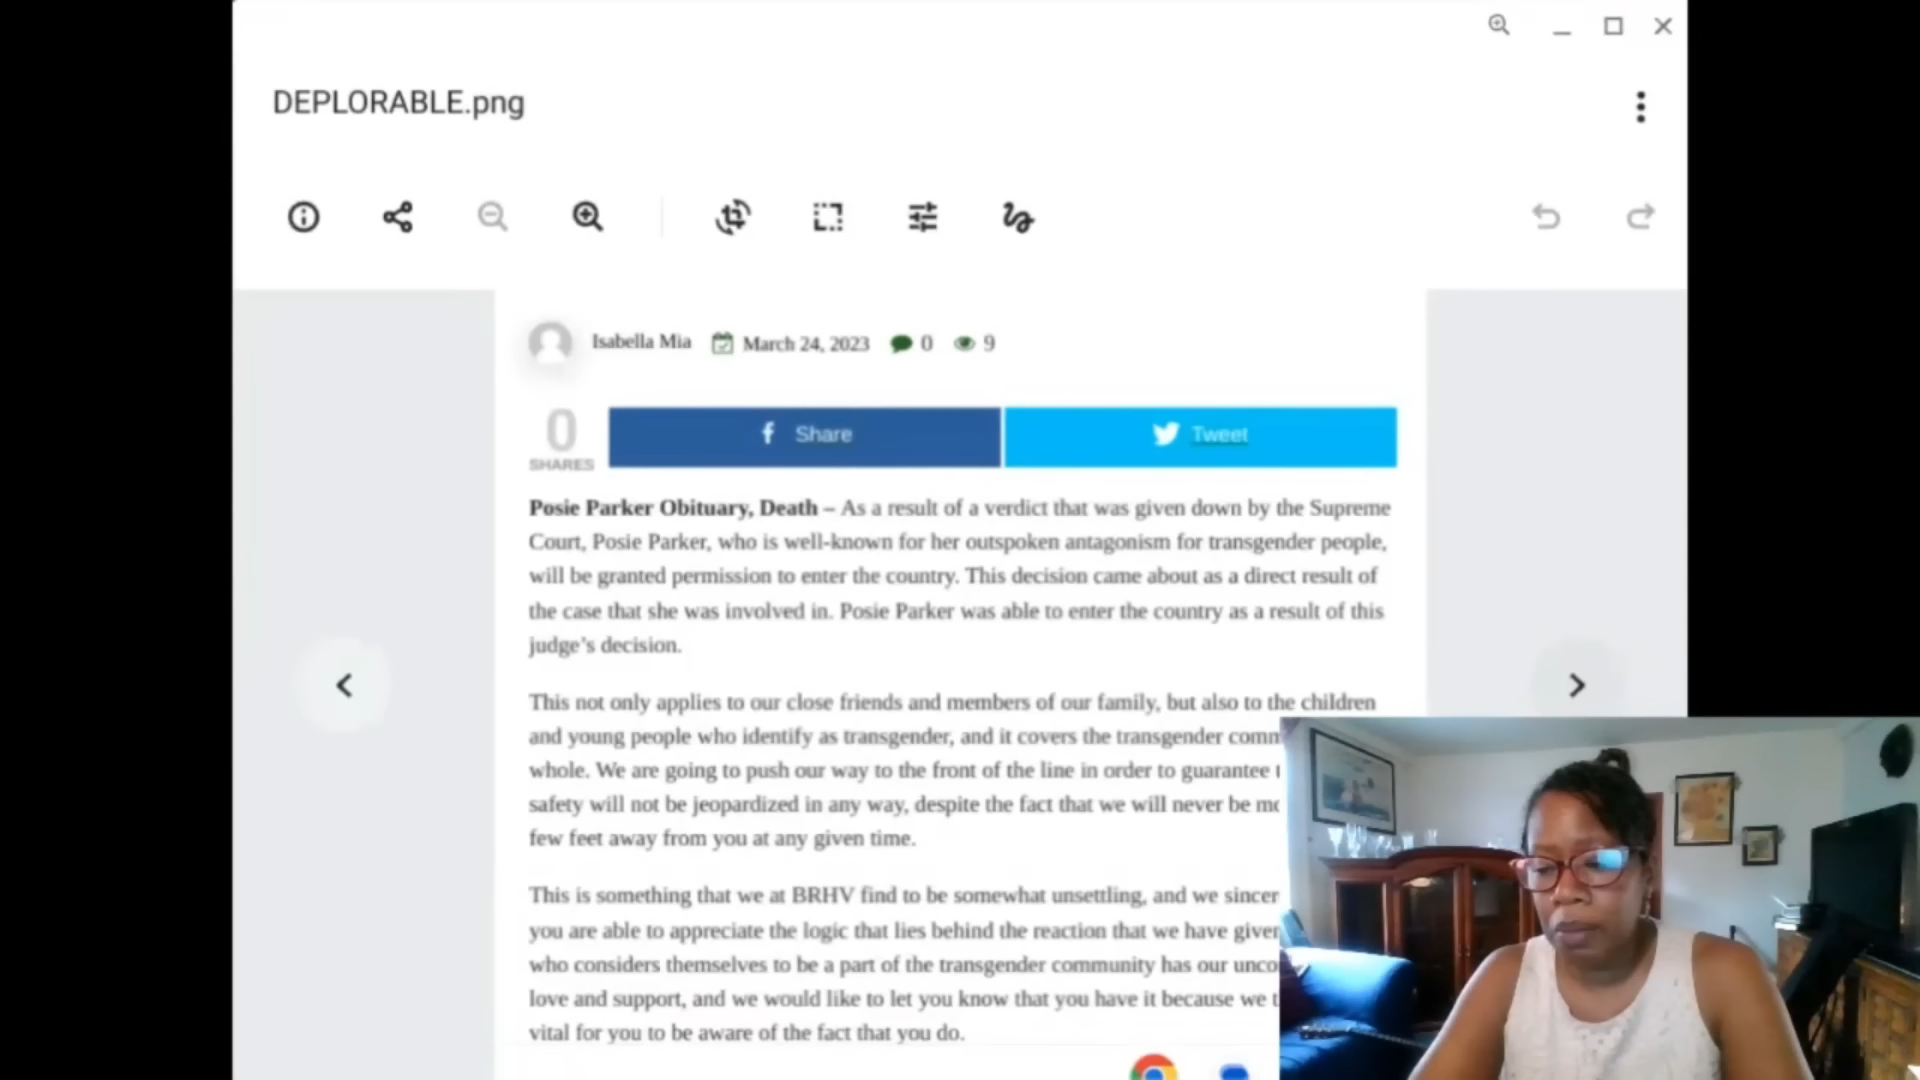 DEPLORABLE.png
Isabella Mia March 24, 2023 0 9
0 Share Tweet
SHARES
Posie Parker Obituary, Death – As a result of a verdict that was given down by the Supreme
Court, Posie Parker, who is well-known for her outspoken antagonism for transgender people,
will be granted permission to enter the country. This decision came about as a direct result of
the case that she was involved in. Posie Parker was able to enter the country as a result of this
judge’s decision.
This not only applies to our close friends and members of our family, but also to the children
and young people who identify as transgender, and it covers the transgender comm
whole. We are going to push our way to the front of the line in order to guarantee
safety will not be jeopardized in any way, despite the fact that we will never be mo
few feet away from you at any given time.
This is something that we at BRHV find to be somewhat unsettling, and we sincer
you are able to appreciate the logic that lies behind the reaction that we have given
who considers themselves to be a part of the transgender community has our unco
love and support, and we would like to let you know that you have it because we t
vital for you to be aware of the fact that you do.